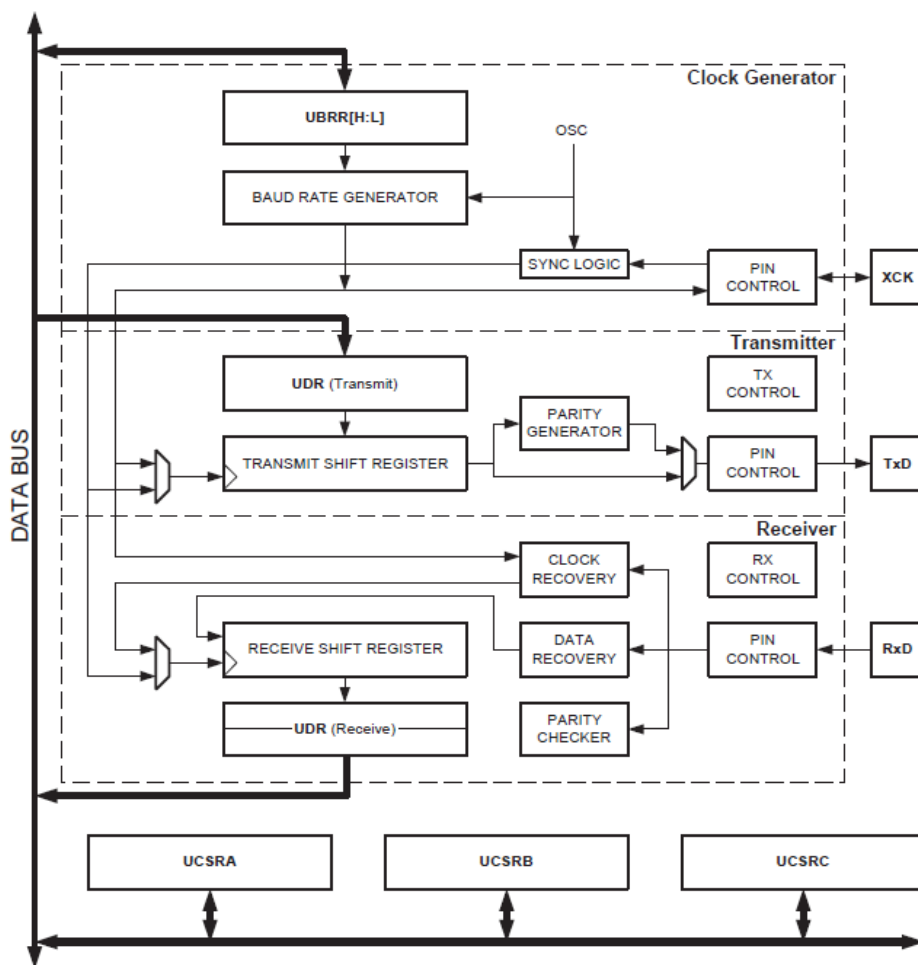 Clock Generator
UBRR[H:L]
OSC
BAUD RATE GENERATOR
SYNC LOGIC
PIN
CONTROL
XCK
Transmitter
UDR (Transmit)
TX
CONTROL
PARITY
GENERATOR
TRANSMIT SHIFT REGISTER
PIN
CONTROL
TxD
DATA BUS
Receiver
CLOCK
RECOVERY
RX
CONTROL
RECEIVE SHIFT REGISTER
DATA
RECOVERY
PIN
CONTROL
RxD
UDR (Receive)
PARITY
CHECKER
UCSRA
UCSRB
UCSRC